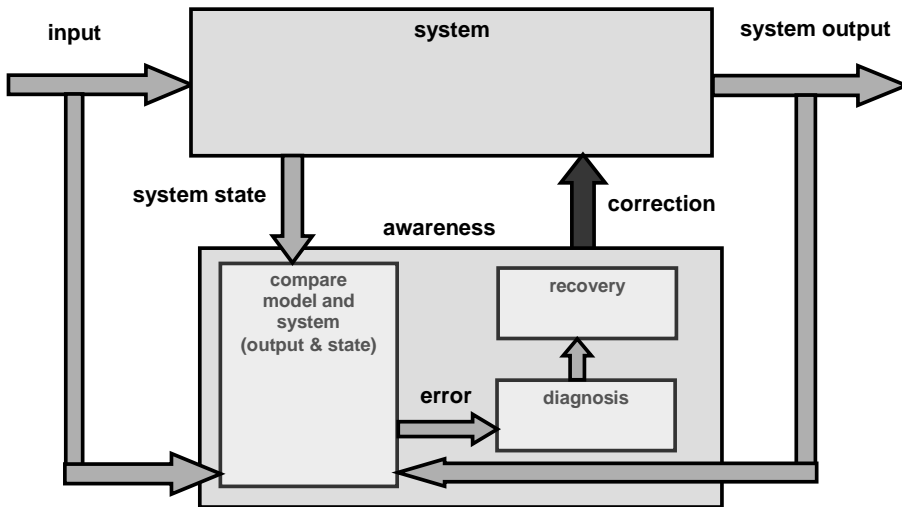 input
system
system output
system state
correction
awareness
compare
model and
system
(output & state)
recovery
error
diagnosis